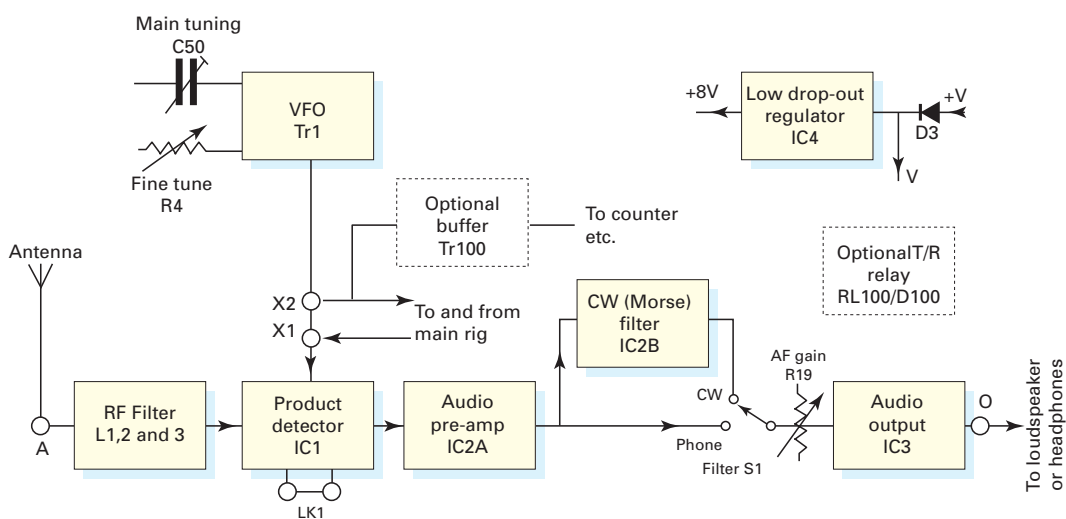 Main tuning
C50
VFO
Tr1
Fine tune
R4
+8V
Low drop-out
regulator
IC4
+V
D3
V
Optional
buffer
Tr100
To counter
etc.
OptionalT/R
relay
RL100/D100
Antenna
X2
X1
To and from
main rig
CW (Morse)
filter
IC2B
AF gain
R19
CW
A
RF Filter
L1,2 and 3
Product
detector
IC1
LK1
Audio
pre-amp
IC2A
Phone
Filter S1
Audio
output
IC3
O
To loudspeaker
or headphones